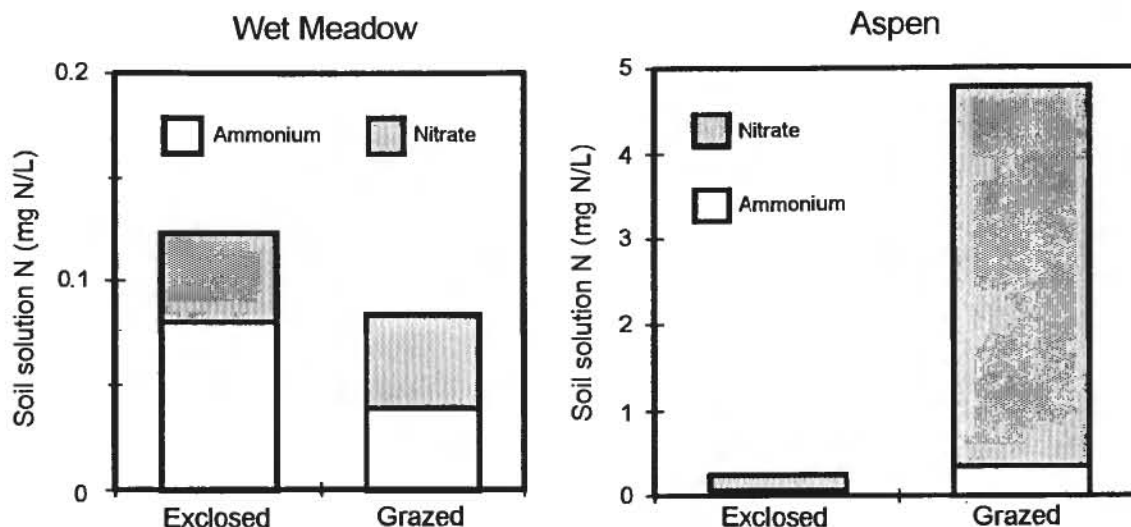 Wet Meadow
Soil solution N (mg N/L)
0.2
0.1
0
Ammonium
Nitrate
Exclosed
Grazed
Aspen
Soil solution N (mg N/L)
5
4
3
2
1
0
Nitrate
Ammonium
Exclosed
Grazed